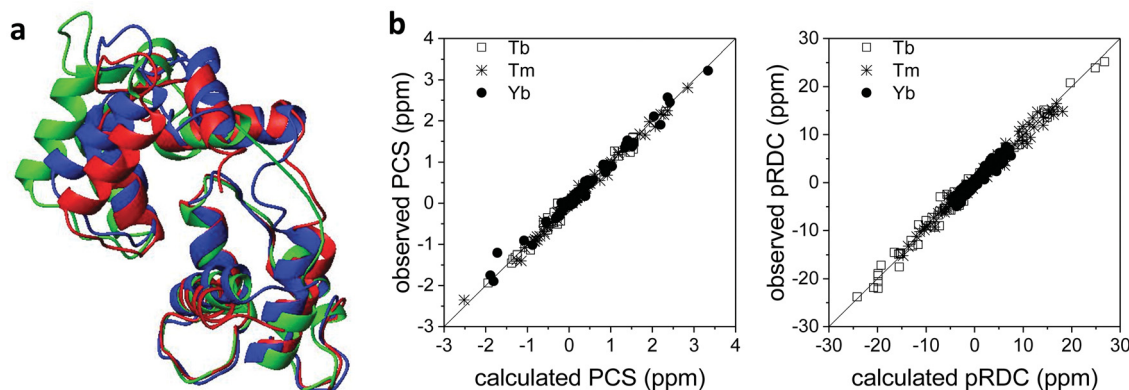 a
b
observed PCS (ppm)
4
3
2
1
0
-1
-2
-3
Tb
Tm
Yb
-3 -2 -1 0 1 2 3 4
calculated PCS (ppm)
observed pRDC (ppm)
30
20
10
0
-10
-20
-30
Tb
Tm
Yb
-30 -20 -10 0 10 20 30
calculated pRDC (ppm)